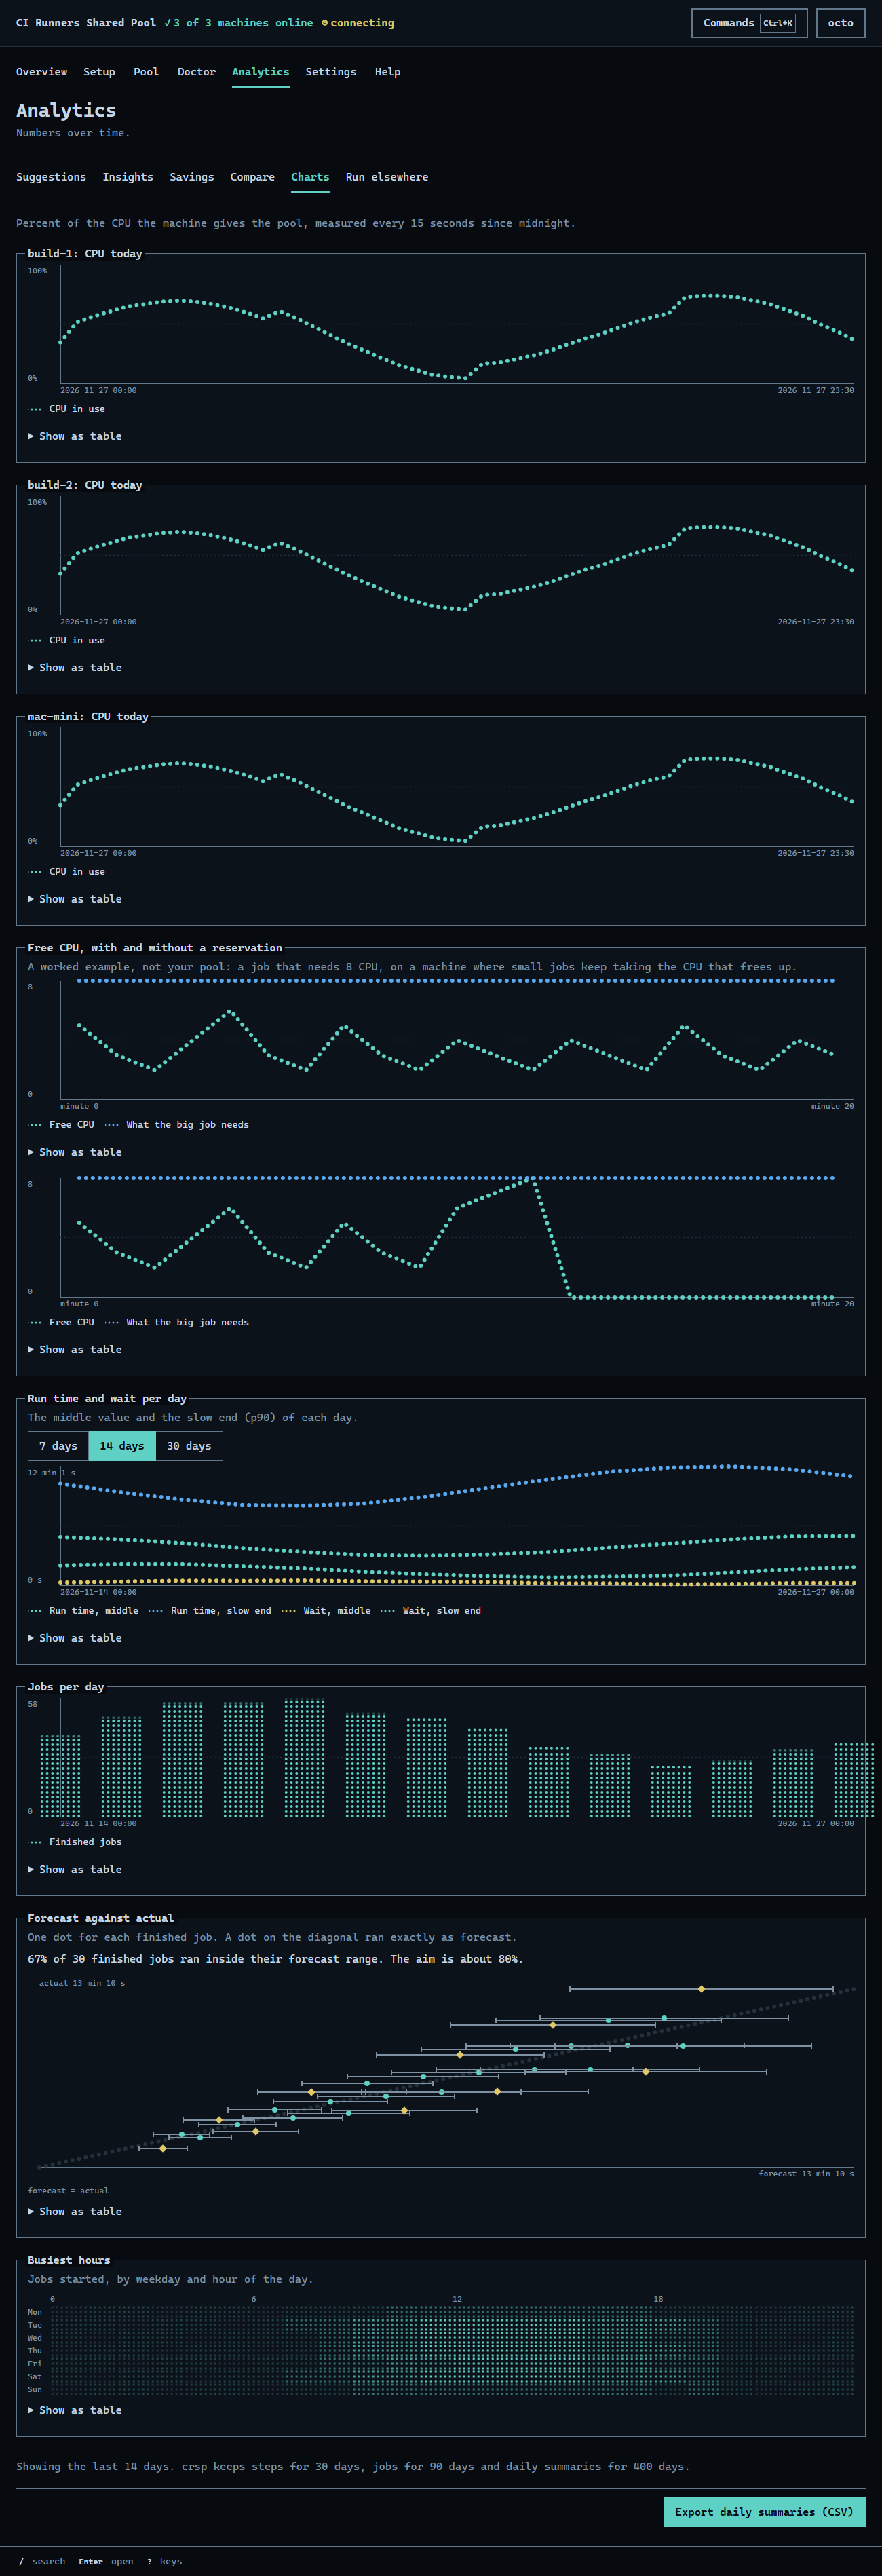 CI Runners Shared Pool ✓ 3 of 3 machines online connecting Commands Ctrl+K octo
Overview Setup Pool Doctor Analytics Settings Help
Analytics
Numbers over time.
Suggestions Insights Savings Compare Charts Run elsewhere
Percent of the CPU the machine gives the pool, measured every 15 seconds since midnight.
build-1: CPU today
100%
0%
2026-11-27 00:00 2026-11-27 23:30
CPU in use
▶ Show as table
build-2: CPU today
100%
0%
2026-11-27 00:00 2026-11-27 23:30
CPU in use
▶ Show as table
mac-mini: CPU today
100%
0%
2026-11-27 00:00 2026-11-27 23:30
CPU in use
▶ Show as table
Free CPU, with and without a reservation
A worked example, not your pool: a job that needs 8 CPU, on a machine where small jobs keep taking the CPU that frees up.
8
0
minute 0 minute 20
Free CPU What the big job needs
▶ Show as table
8
0
minute 0 minute 20
Free CPU What the big job needs
▶ Show as table
Run time and wait per day
The middle value and the slow end (p90) of each day.
7 days 14 days 30 days
12 min 1 s
0 s
2026-11-14 00:00 2026-11-27 00:00
Run time, middle Run time, slow end Wait, middle Wait, slow end
▶ Show as table
Jobs per day
58
0
2026-11-14 00:00 2026-11-27 00:00
Finished jobs
▶ Show as table
Forecast against actual
One dot for each finished job. A dot on the diagonal ran exactly as forecast.
67% of 30 finished jobs ran inside their forecast range. The aim is about 80%.
actual 13 min 10 s
forecast 13 min 10 s
forecast = actual
▶ Show as table
Busiest hours
Jobs started, by weekday and hour of the day.
0 6 12 18
Mon
Tue
Wed
Thu
Fri
Sat
Sun
▶ Show as table
Showing the last 14 days. crsp keeps steps for 30 days, jobs for 90 days and daily summaries for 400 days.
Export daily summaries (CSV)
/ search Enter open ? keys